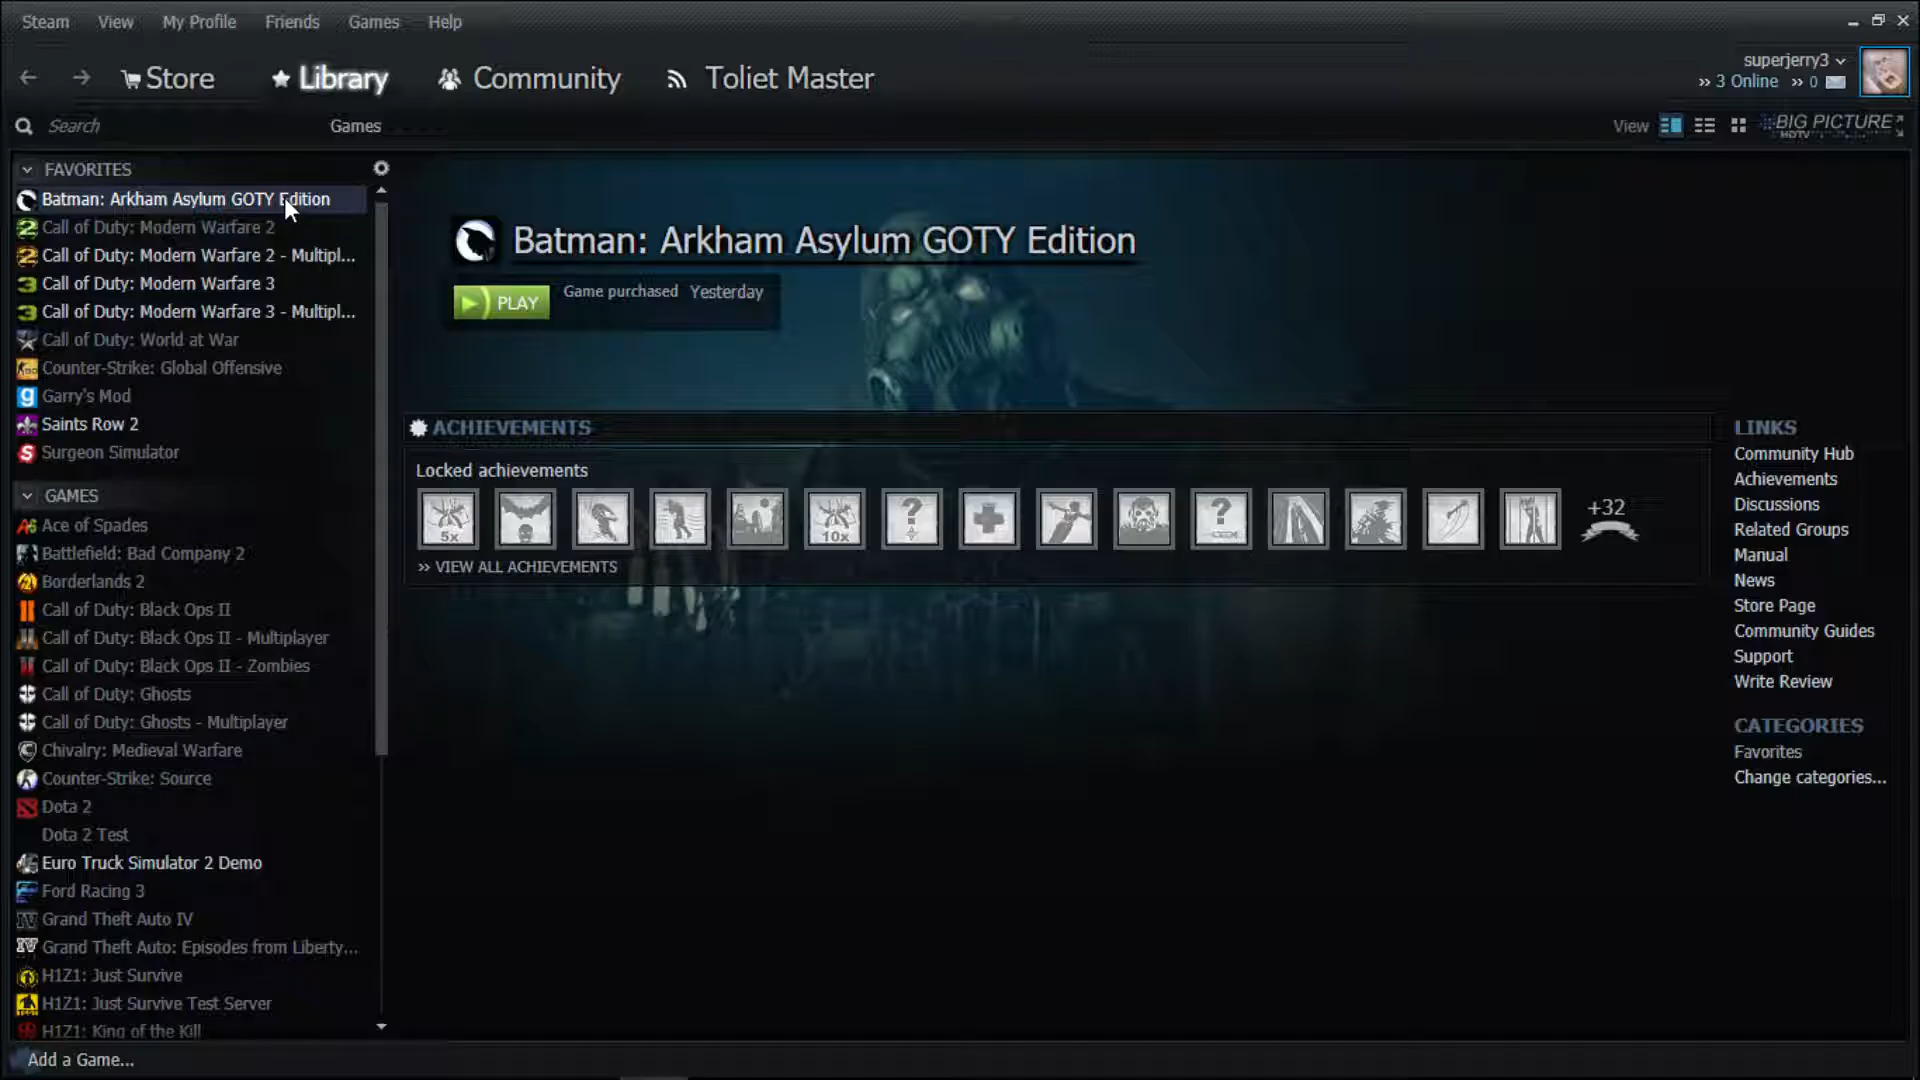 Steam View My Profile Friends Games Help
Store Library Community Toliet Master
superjerry3
» 3 Online » 0
Search Games
View BIG PICTURE
HDTV
FAVORITES
Batman: Arkham Asylum GOTY Edition
Call of Duty: Modern Warfare 2
Call of Duty: Modern Warfare 2 - Multipl...
Call of Duty: Modern Warfare 3
Call of Duty: Modern Warfare 3 - Multipl...
Call of Duty: World at War
Counter-Strike: Global Offensive
Garry's Mod
Saints Row 2
Surgeon Simulator
GAMES
Ace of Spades
Battlefield: Bad Company 2
Borderlands 2
Call of Duty: Black Ops II
Call of Duty: Black Ops II - Multiplayer
Call of Duty: Black Ops II - Zombies
Call of Duty: Ghosts
Call of Duty: Ghosts - Multiplayer
Chivalry: Medieval Warfare
Counter-Strike: Source
Dota 2
Dota 2 Test
Euro Truck Simulator 2 Demo
Ford Racing 3
Grand Theft Auto IV
Grand Theft Auto: Episodes from Liberty...
H1Z1: Just Survive
H1Z1: Just Survive Test Server
H1Z1: King of the Kill
Add a Game...
Batman: Arkham Asylum GOTY Edition
PLAY
Game purchased Yesterday
ACHIEVEMENTS
Locked achievements
5x 10x ? ? +32
» VIEW ALL ACHIEVEMENTS
LINKS
Community Hub
Achievements
Discussions
Related Groups
Manual
News
Store Page
Community Guides
Support
Write Review
CATEGORIES
Favorites
Change categories...